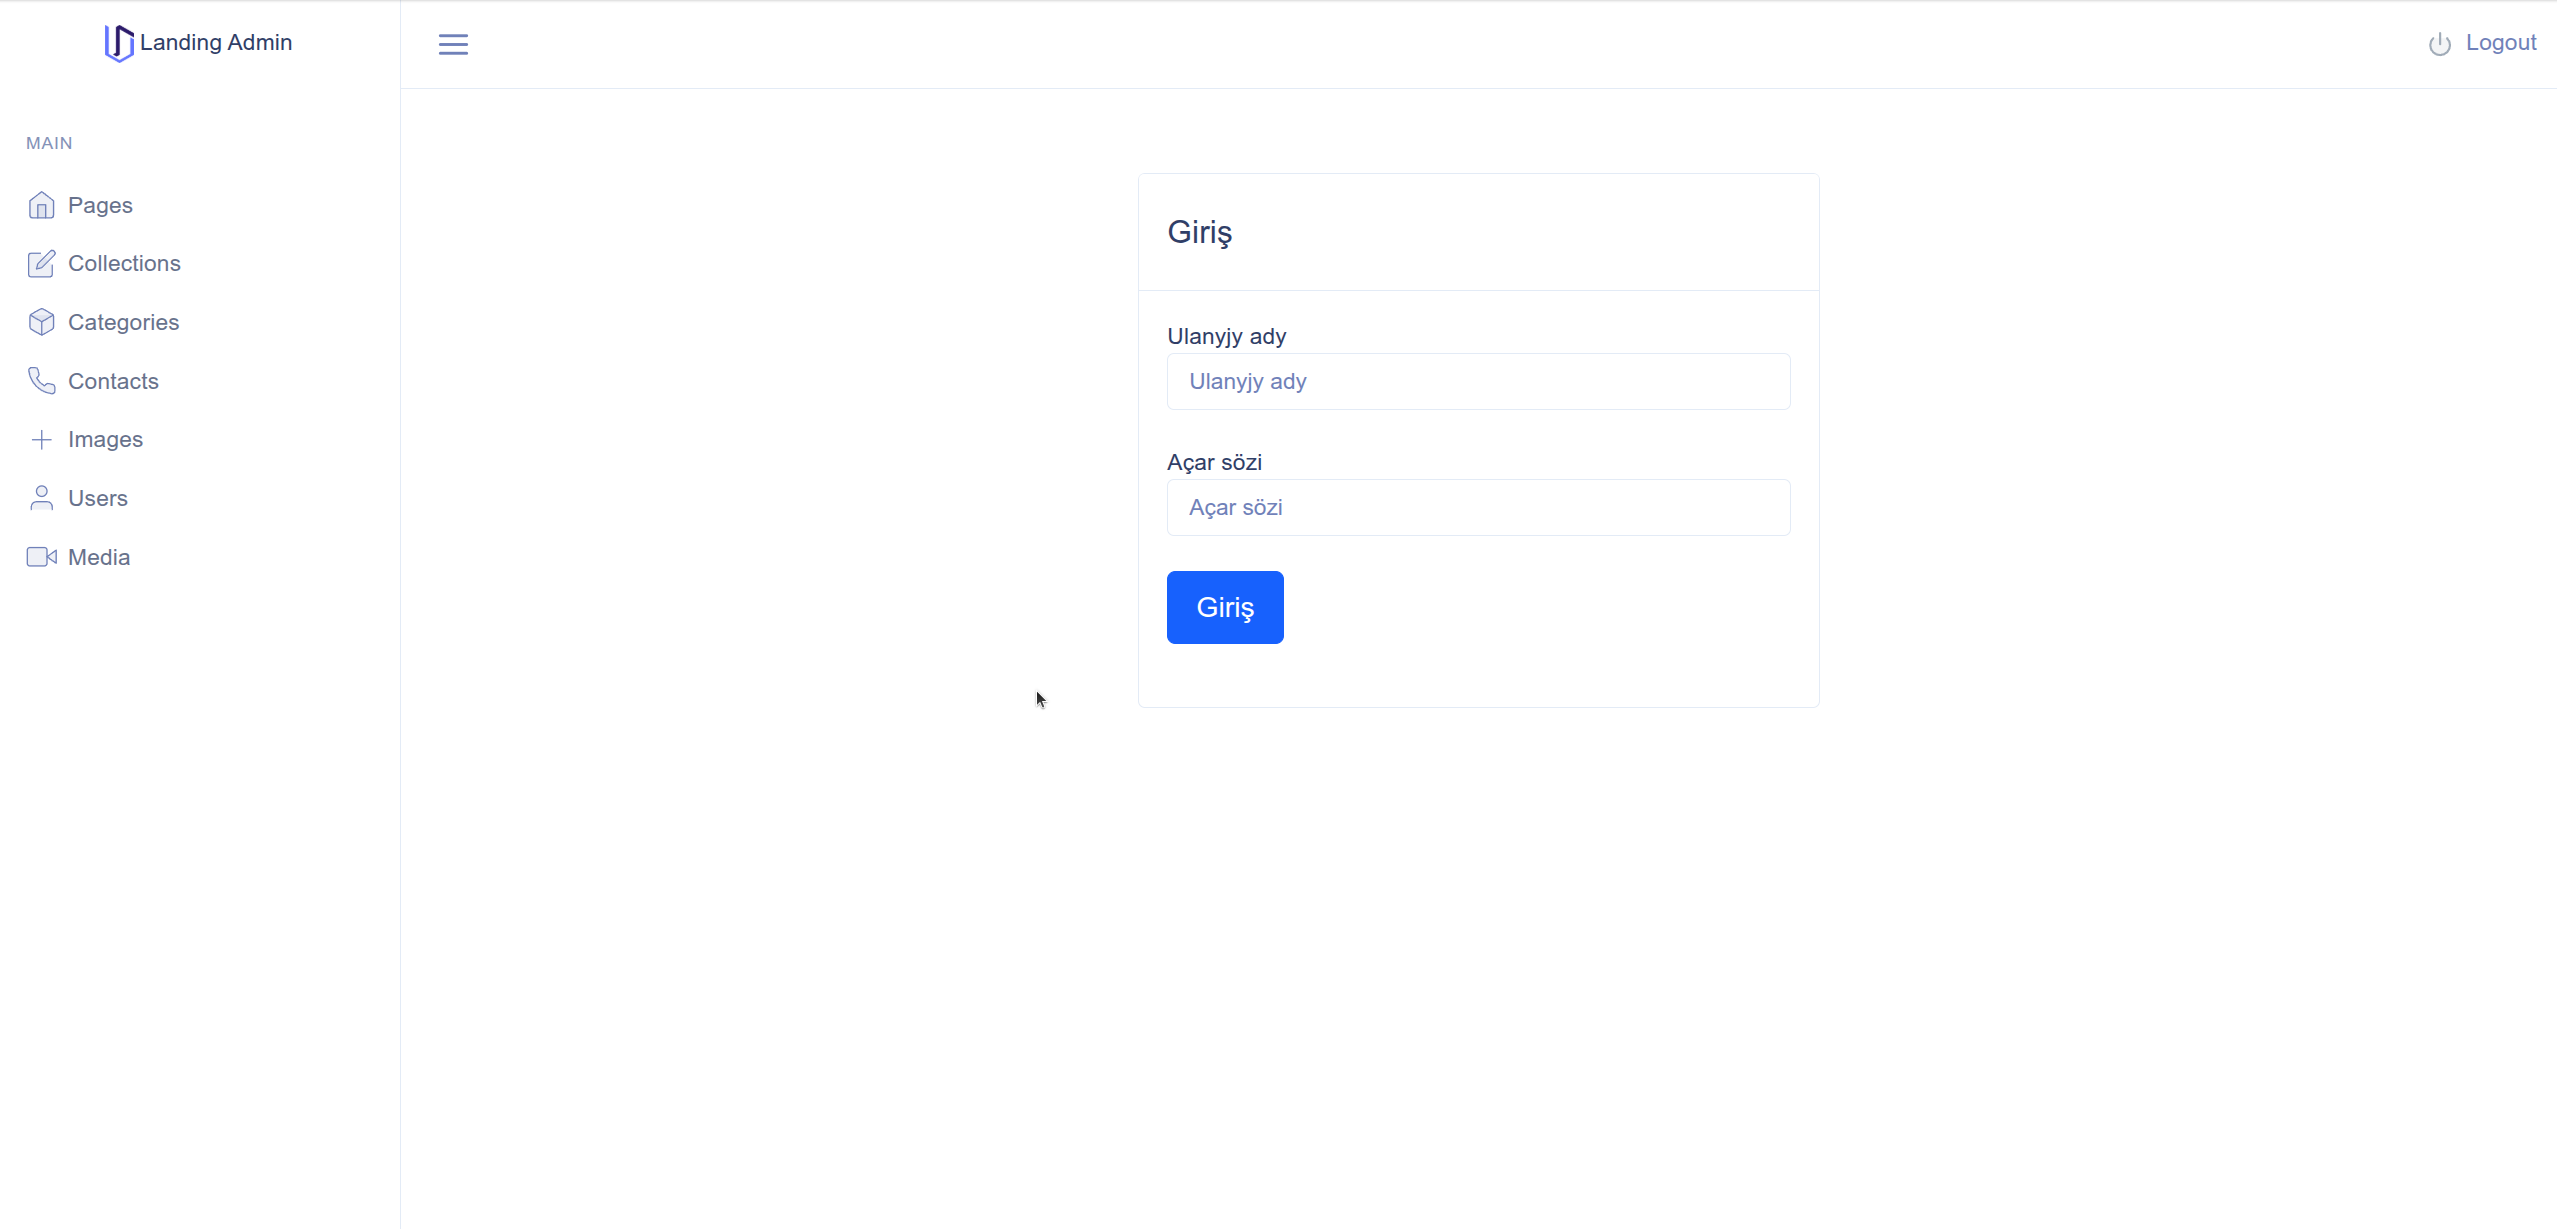 Landing Admin
Logout
MAIN
Pages
Collections
Categories
Contacts
Images
Users
Media
Giriş
Ulanyjy ady
Ulanyjy ady
Açar sözi
Açar sözi
Giriş